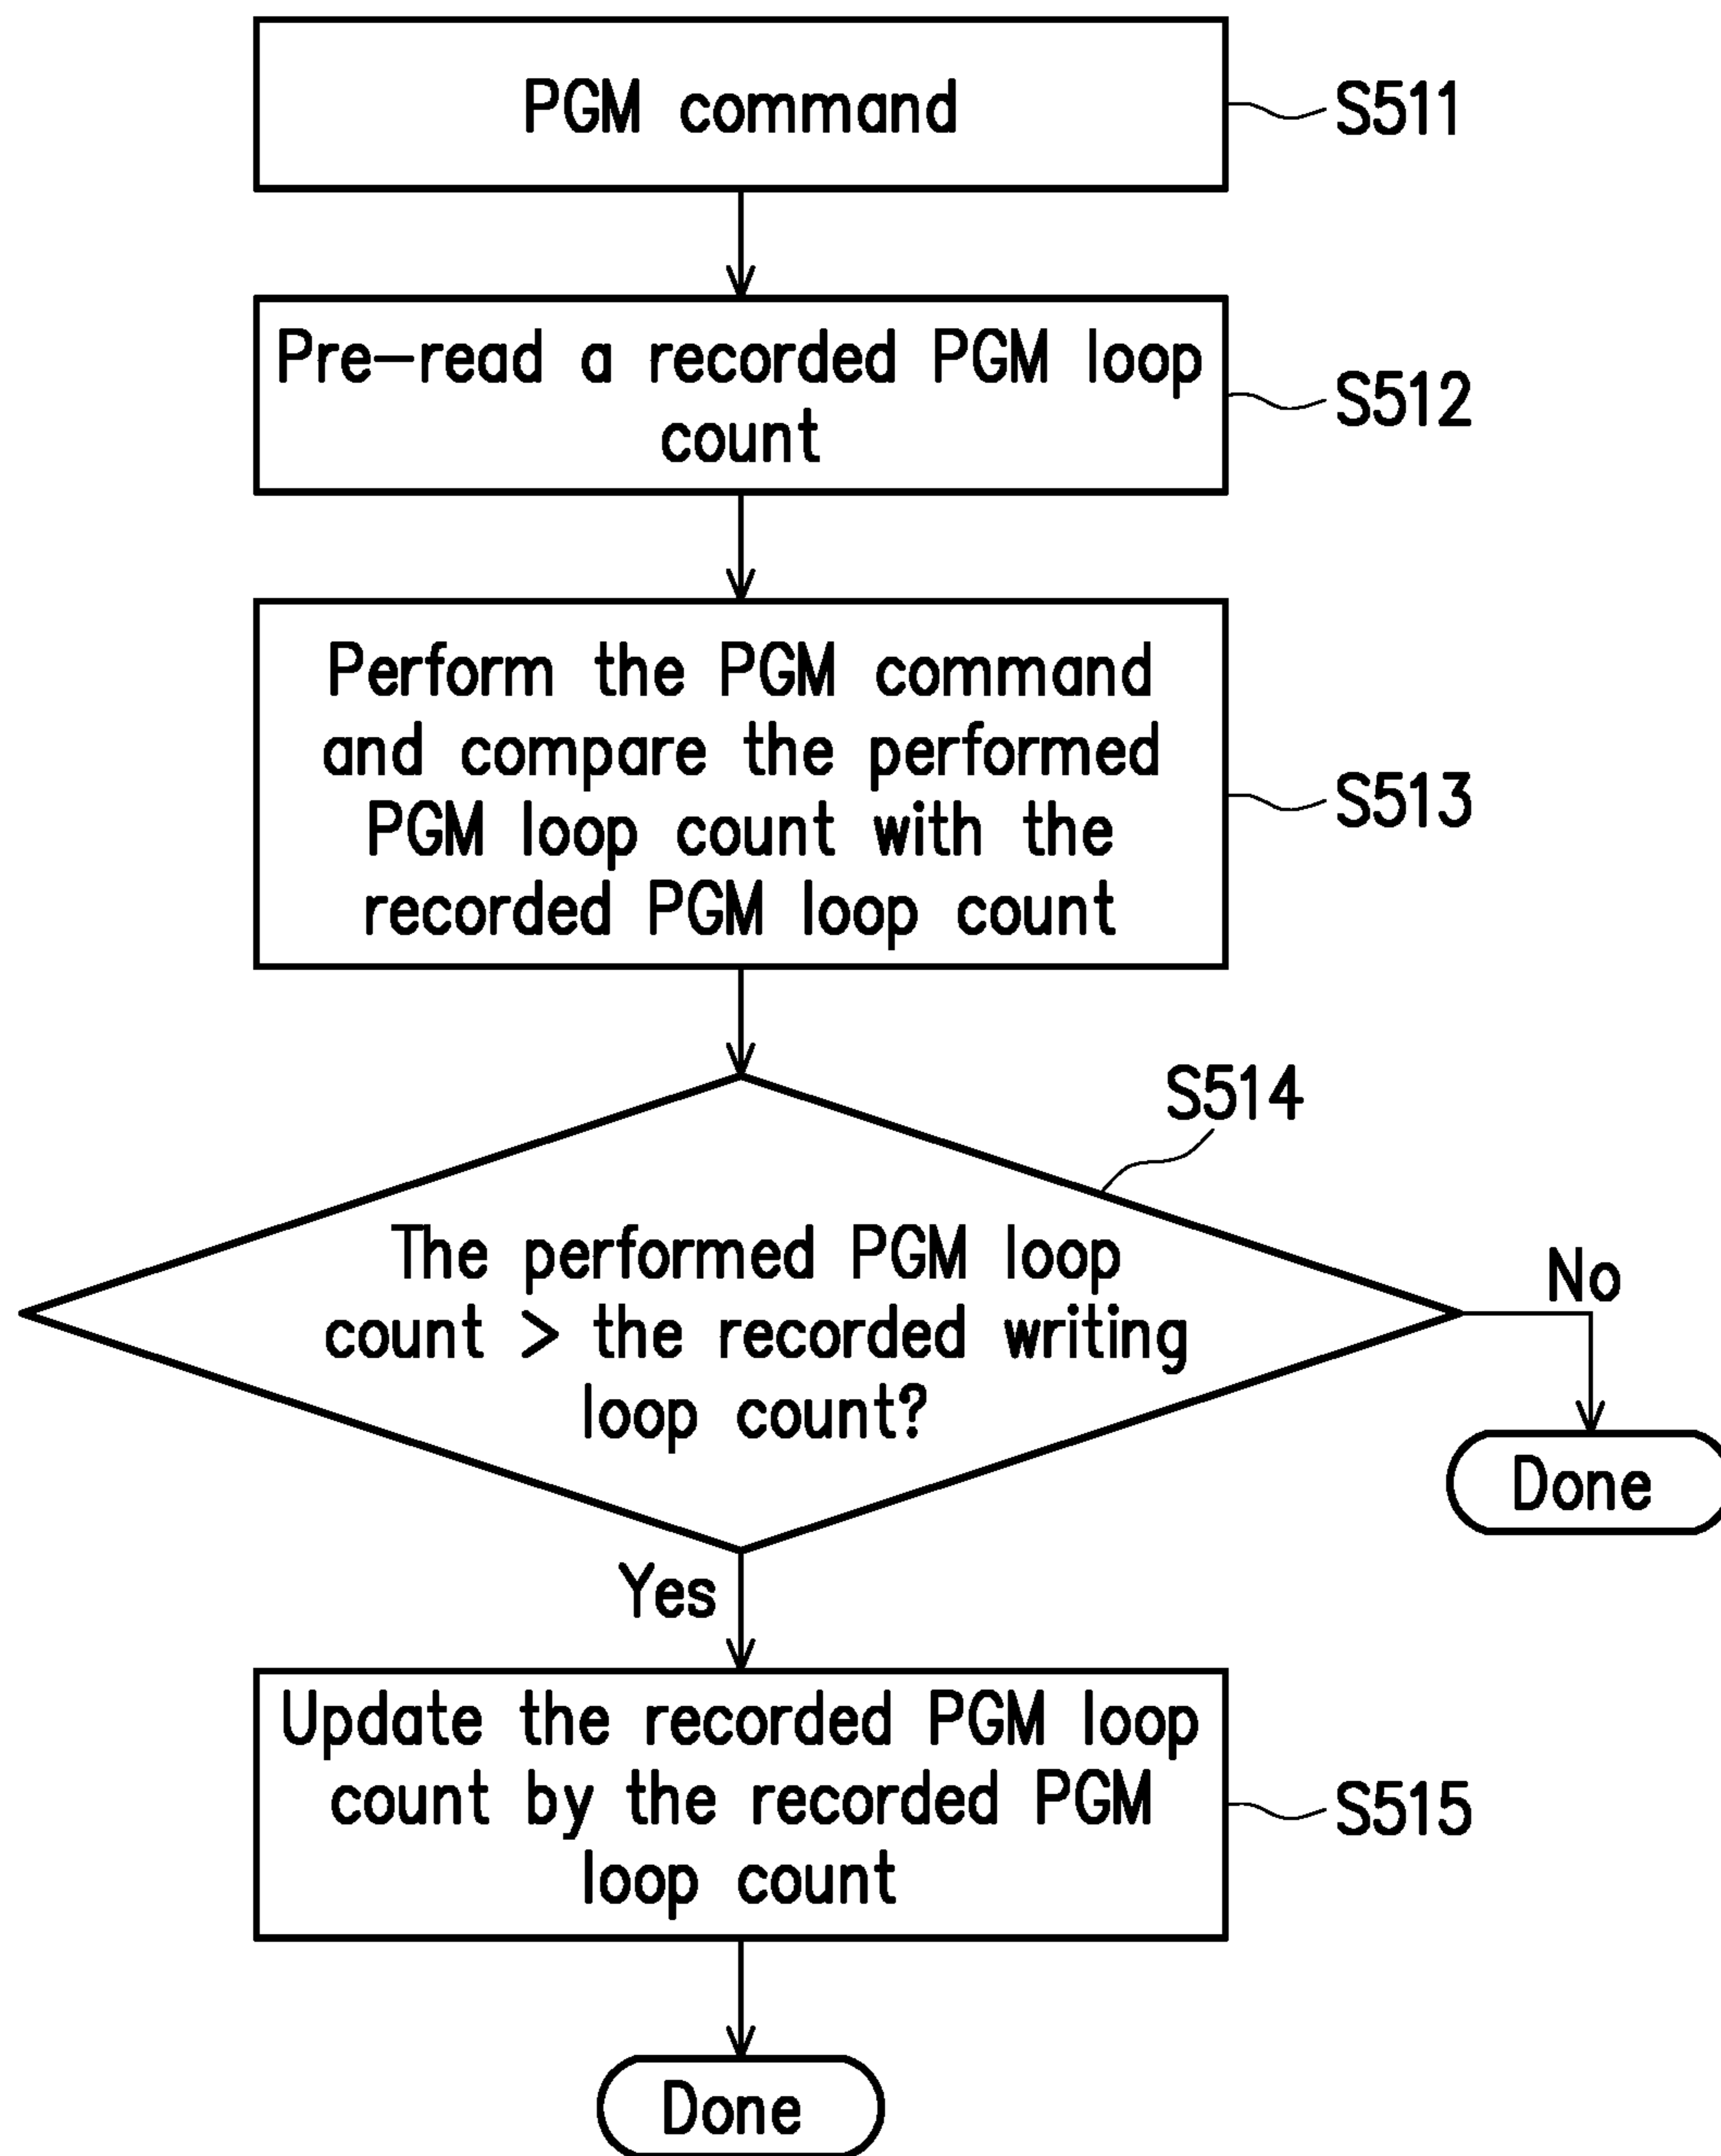 PGM command
S511
Pre-read a recorded PGM loop
count
S512
Perform the PGM command
and compare the performed
PGM loop count with the
recorded PGM loop count
S513
S514
The performed PGM loop
count > the recorded writing
loop count?
No
Done
Yes
Update the recorded PGM loop
count by the recorded PGM
loop count
S515
Done